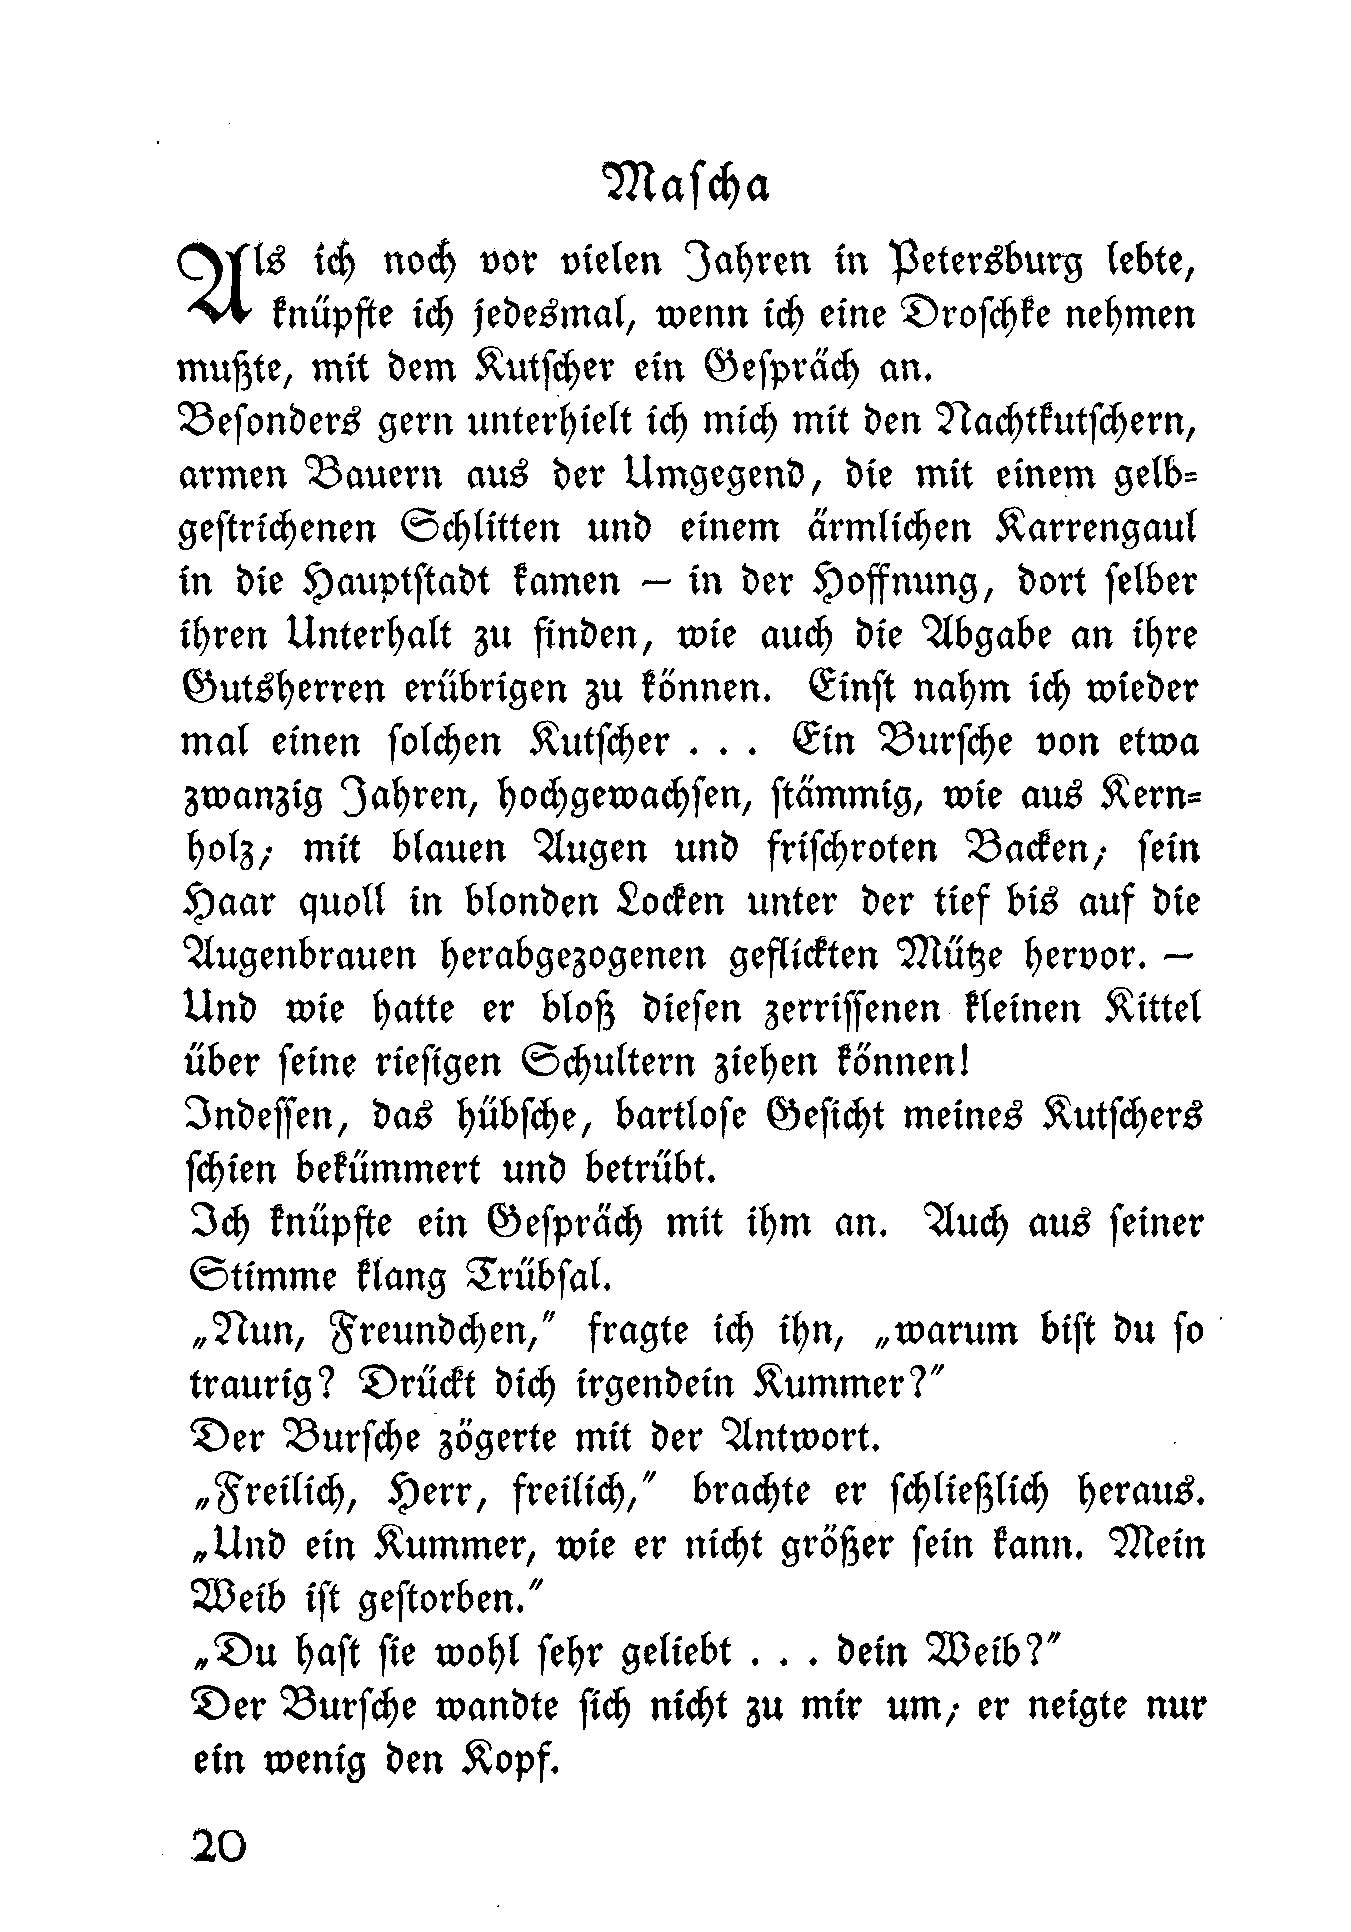 Mascha
Als ich noch vor vielen Jahren in Petersburg lebte,
knüpfte ich jedesmal, wenn ich eine Droschke nehmen
mußte, mit dem Kutscher ein Gespräch an.
Besonders gern unterhielt ich mich mit den Nachtkutschern,
armen Bauern aus der Umgegend, die mit einem gelb-
gestrichenen Schlitten und einem ärmlichen Karrengaul
in die Hauptstadt kamen — in der Hoffnung, dort selber
ihren Unterhalt zu finden, wie auch die Abgabe an ihre
Gutsherren erübrigen zu können. Einst nahm ich wieder
mal einen solchen Kutscher . . . Ein Bursche von etwa
zwanzig Jahren, hochgewachsen, stämmig, wie aus Kern-
holz; mit blauen Augen und frischroten Backen; sein
Haar quoll in blonden Locken unter der tief bis auf die
Augenbrauen herabgezogenen geflickten Mütze hervor. —
Und wie hatte er bloß diesen zerrissenen kleinen Kittel
über seine riesigen Schultern ziehen können!
Indessen, das hübsche, bartlose Gesicht meines Kutschers
schien bekümmert und betrübt.
Ich knüpfte ein Gespräch mit ihm an. Auch aus seiner
Stimme klang Trübsal.
„Nun, Freundchen,“ fragte ich ihn, „warum bist du so
traurig? Drückt dich irgendein Kummer?“
Der Bursche zögerte mit der Antwort.
„Freilich, Herr, freilich,“ brachte er schließlich heraus.
„Und ein Kummer, wie er nicht größer sein kann. Mein
Weib ist gestorben.“
„Du hast sie wohl sehr geliebt . . . dein Weib?“
Der Bursche wandte sich nicht zu mir um; er neigte nur
ein wenig den Kopf.
20